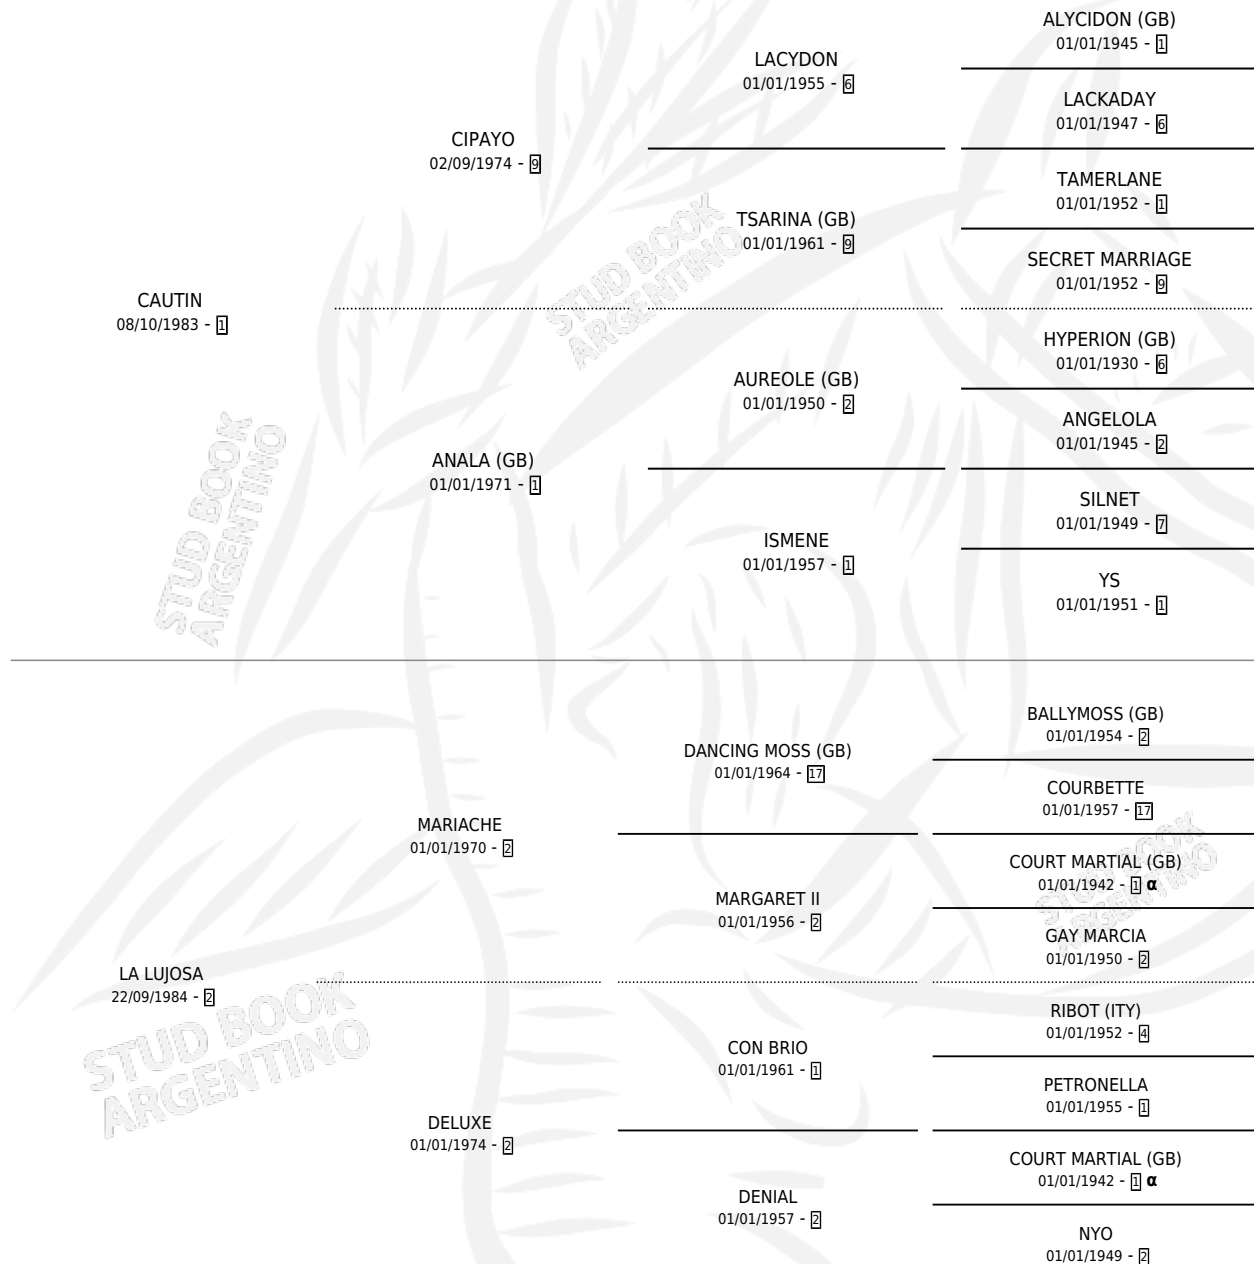 ALYCIDON (GB)
01/01/1945 - 1
LACYDON
01/01/1955 - 6
LACKADAY
01/01/1947 - 6
CIPAYO
02/09/1974 - 9
TAMERLANE
01/01/1952 - 1
TSARINA (GB)
01/01/1961 - 9
SECRET MARRIAGE
01/01/1952 - 9
CAUTIN
08/10/1983 - 1
STUD BOOK
ARGENTINO
HYPERION (GB)
01/01/1930 - 6
AUREOLE (GB)
01/01/1950 - 2
ANGELOLA
01/01/1945 - 2
ANALA (GB)
01/01/1971 - 1
SILNET
01/01/1949 - 7
ISMENE
01/01/1957 - 1
YS
01/01/1951 - 1
STUD BOOK
ARGENTINO
BALLYMOSS (GB)
01/01/1954 - 2
DANCING MOSS (GB)
01/01/1964 - 17
COURBETTE
01/01/1957 - 17
MARIACHE
01/01/1970 - 2
COURT MARTIAL (GB)
01/01/1942 - 1 α
MARGARET II
01/01/1956 - 2
GAY MARCIA
01/01/1950 - 2
STUD BOOK
ARGENTINO
LA LUJOSA
22/09/1984 - 2
RIBOT (ITY)
01/01/1952 - 4
CON BRIO
01/01/1961 - 1
PETRONELLA
01/01/1955 - 1
STUD BOOK
ARGENTINO
DELUXE
01/01/1974 - 2
COURT MARTIAL (GB)
01/01/1942 - 1 α
DENIAL
01/01/1957 - 2
NYO
01/01/1949 - 2